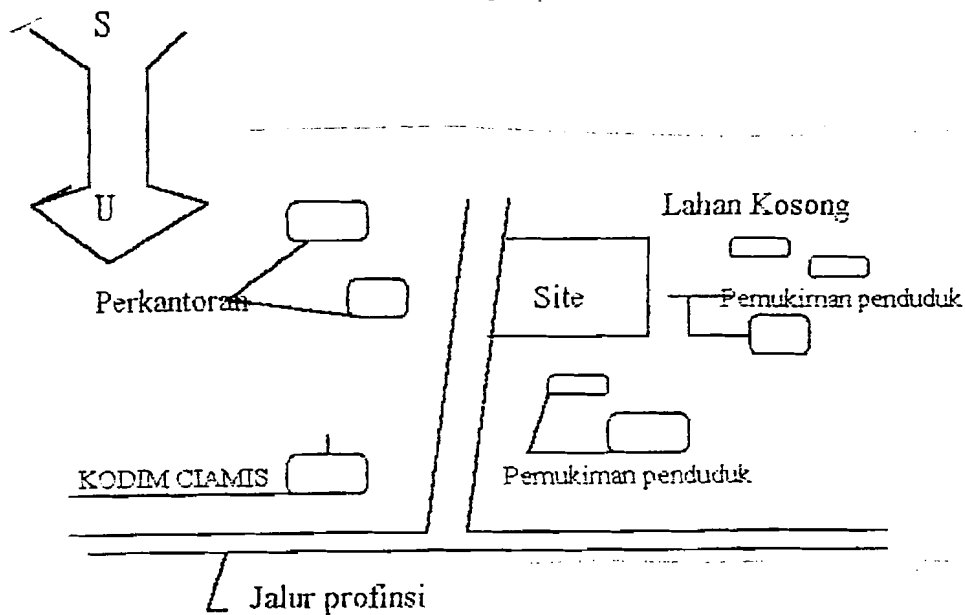 S
U
Lahan Kosong
Perkantoran
Site
Pemukiman penduduk
KODIM CIAMIS
Pemukiman penduduk
Jalur profinsi